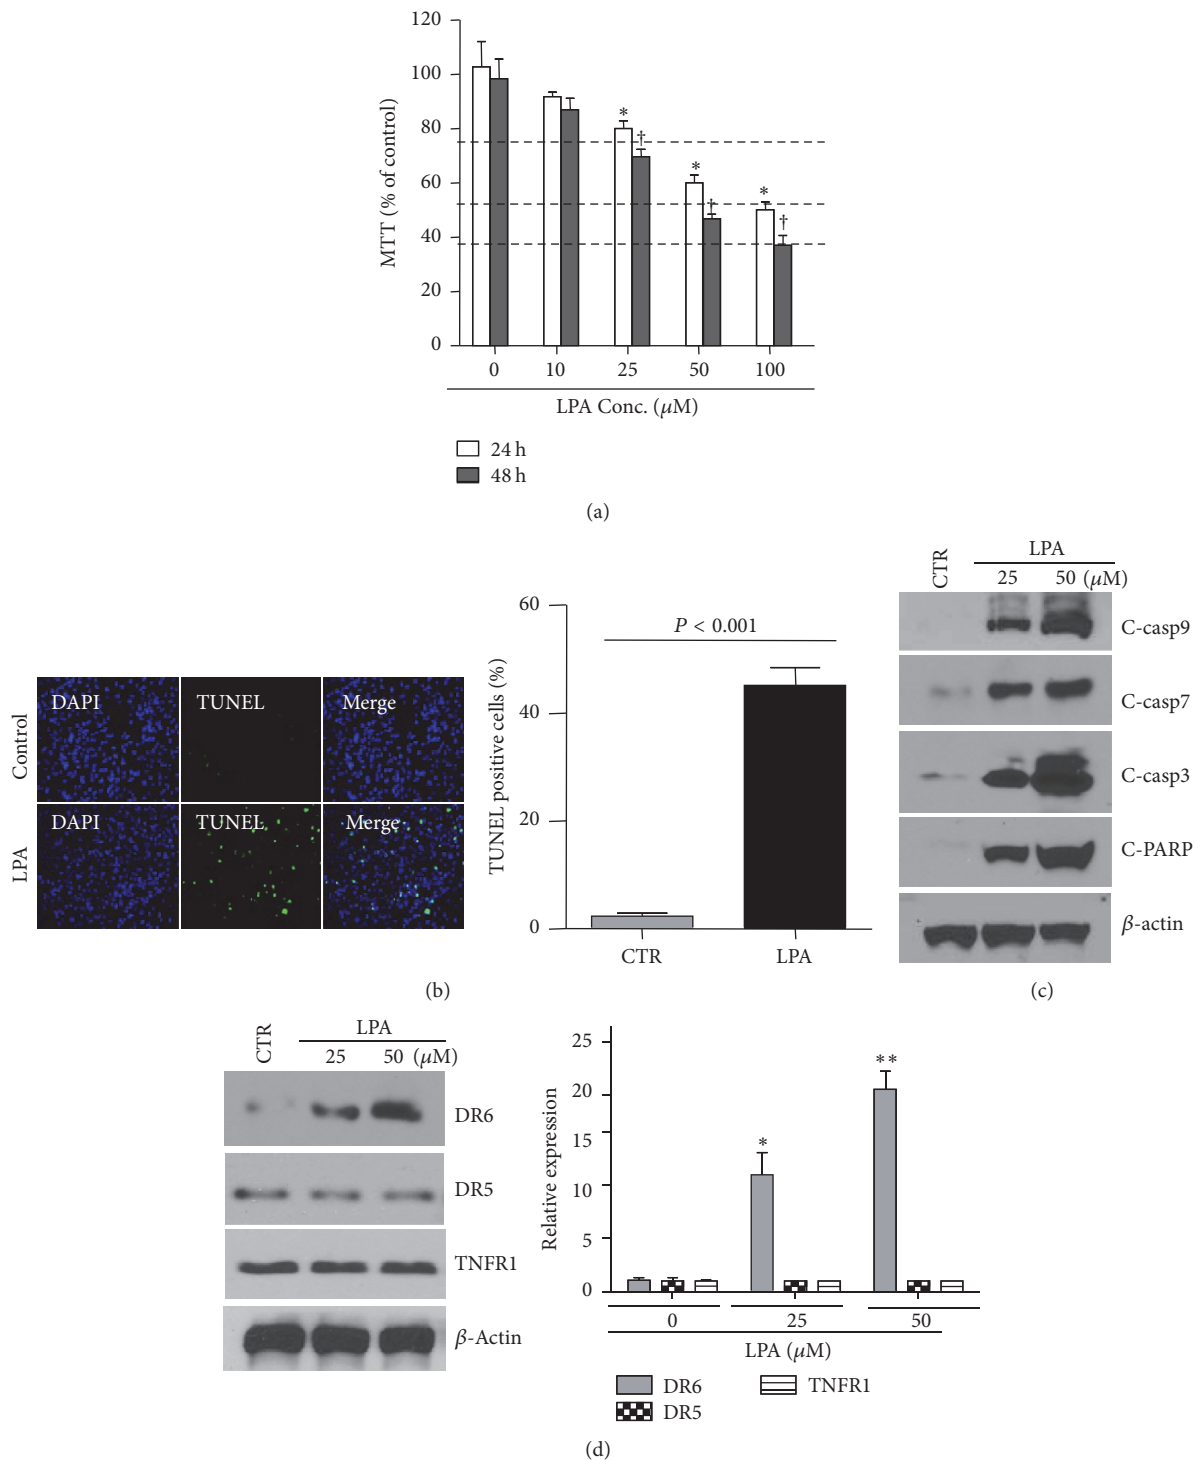 120
100
80
60
40
20
0
MTT (% of control)
*
†
*
†
*
†
0 10 25 50 100
LPA Conc. (μM)
24 h
48 h
(a)
Control
LPA
DAPI TUNEL Merge
DAPI TUNEL Merge
60
40
20
0
TUNEL positive cells (%)
P < 0.001
CTR LPA
(b)
CTR
LPA
25 50 (μM)
C-casp9
C-casp7
C-casp3
C-PARP
β-actin
(c)
CTR
LPA
25 50 (μM)
DR6
DR5
TNFR1
β-Actin
25
20
15
10
5
0
Relative expression
*
**
0 25 50
LPA (μM)
DR6 TNFR1
DR5
(d)